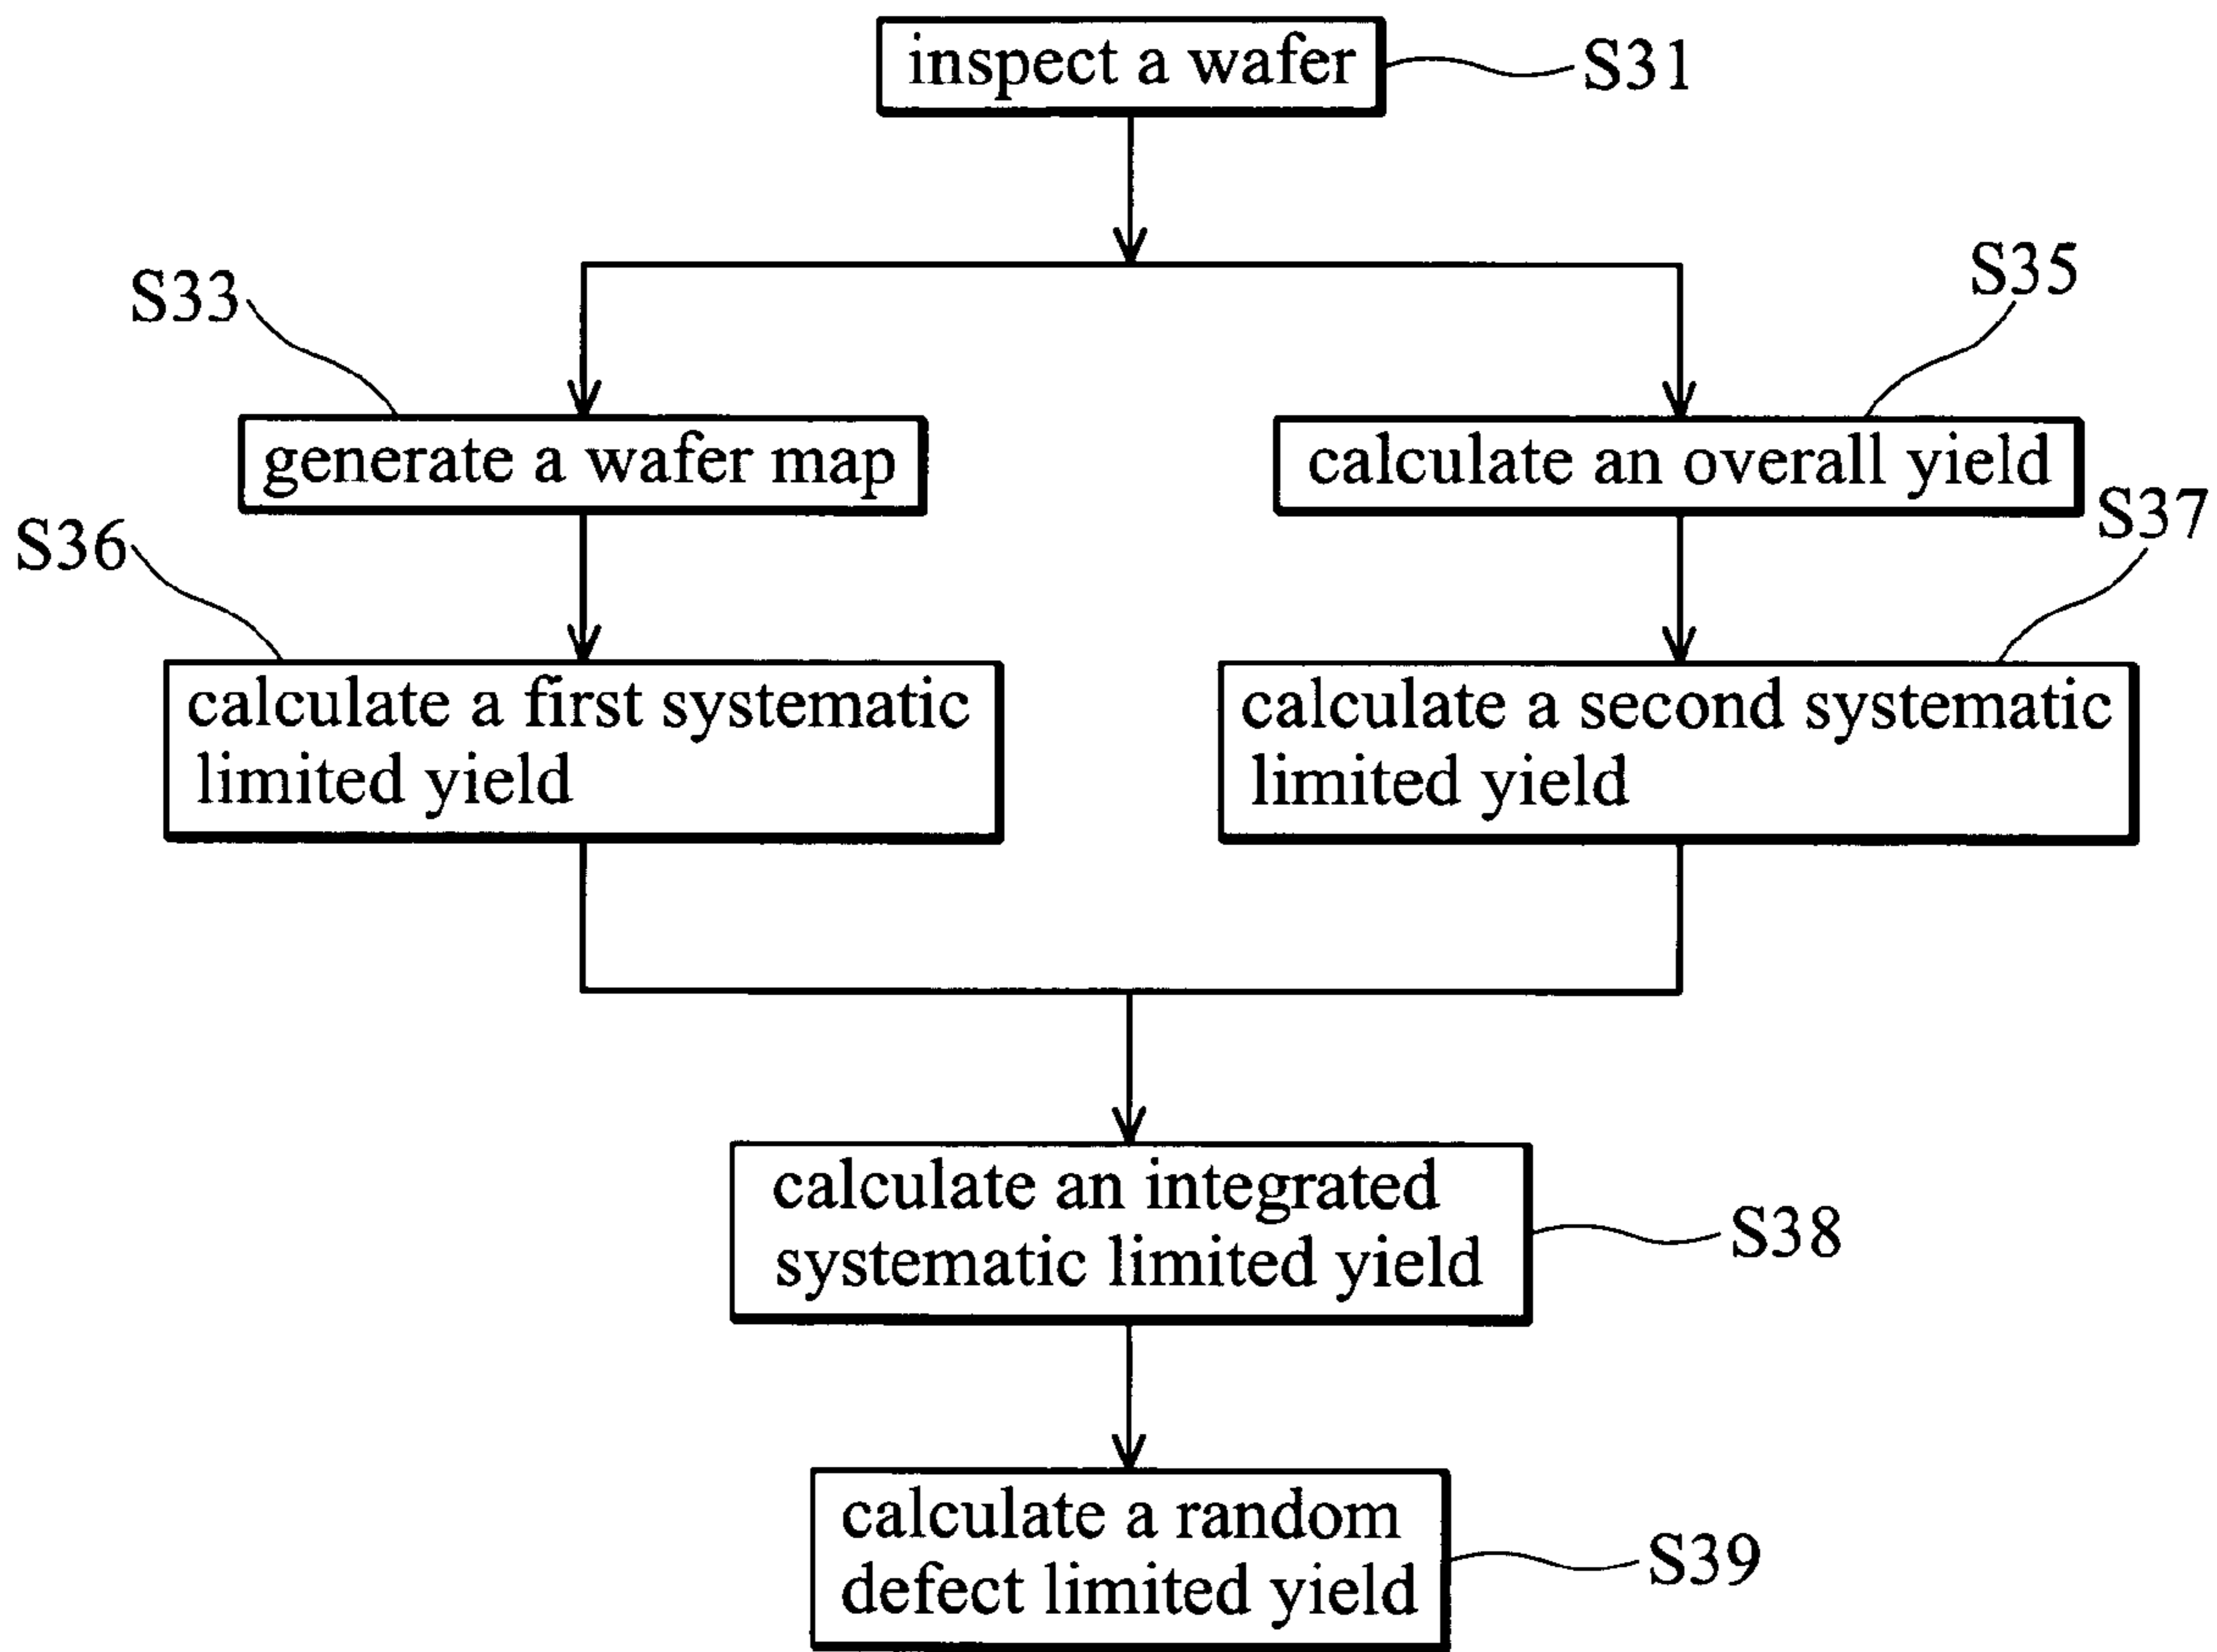 inspect a wafer
S31
S33
S35
generate a wafer map
calculate an overall yield
S36
S37
calculate a first systematic
limited yield
calculate a second systematic
limited yield
calculate an integrated
systematic limited yield
S38
calculate a random
defect limited yield
S39